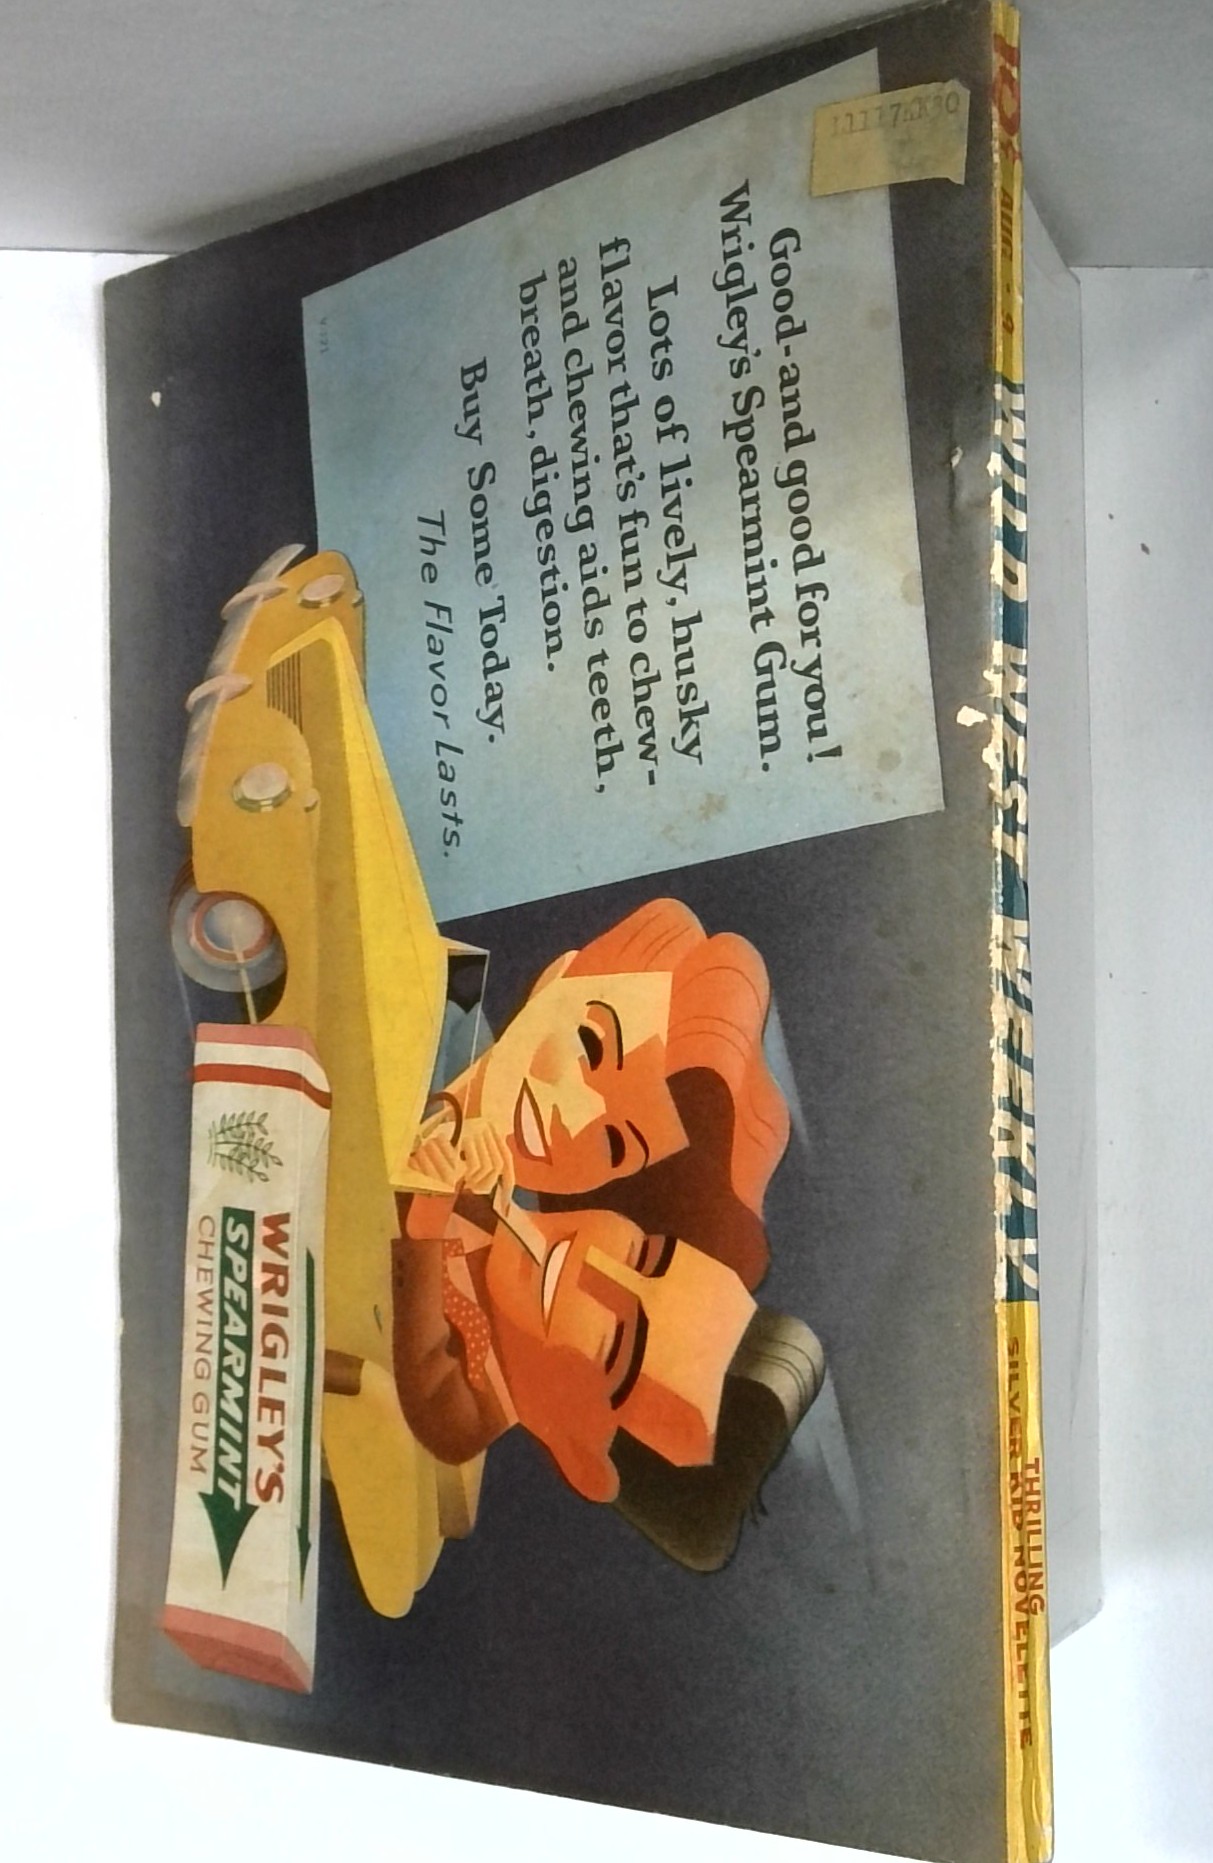 Good-and good for you!
Wrigley's Spearmint Gum.
Lots of lively, husky
flavor that's fun to chew-
and chewing aids teeth,
breath, digestion.
Buy Some Today.
The Flavor Lasts.
WRIGLEY'S
SPEARMINT
CHEWING GUM
10¢ AUG. 9
WILD WEST WEEKLY
THRILLING
SILVER KID NOVELETTE